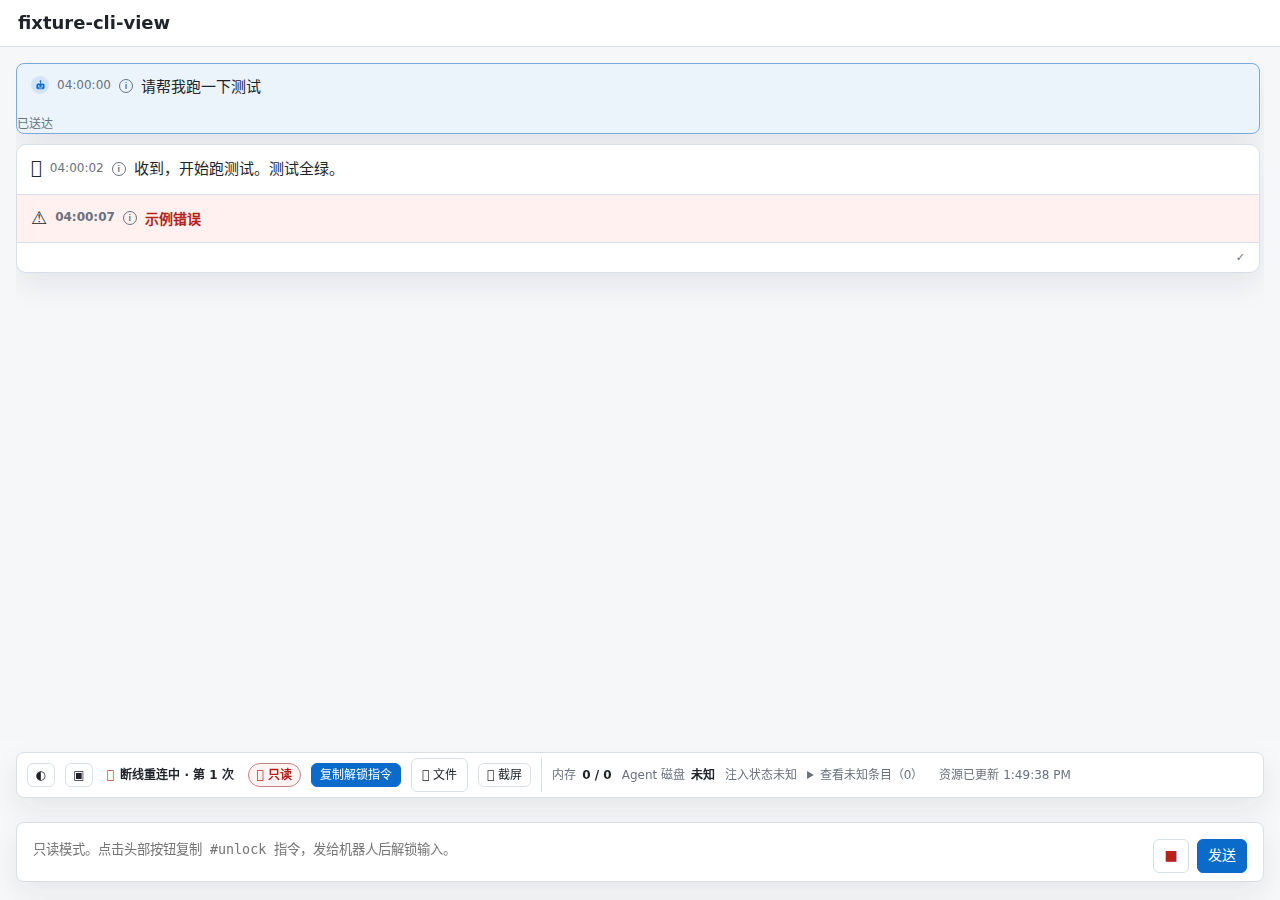 fixture-cli-view
04:00:00 请帮我跑一下测试
已送达
04:00:02 收到，开始跑测试。测试全绿。
04:00:07 示例错误
断线重连中 · 第 1 次 只读 复制解锁指令 文件 截屏 内存 0 / 0 Agent 磁盘 未知 注入状态未知 查看未知条目（0） 资源已更新 1:49:38 PM
只读模式。点击头部按钮复制 #unlock 指令，发给机器人后解锁输入。
发送